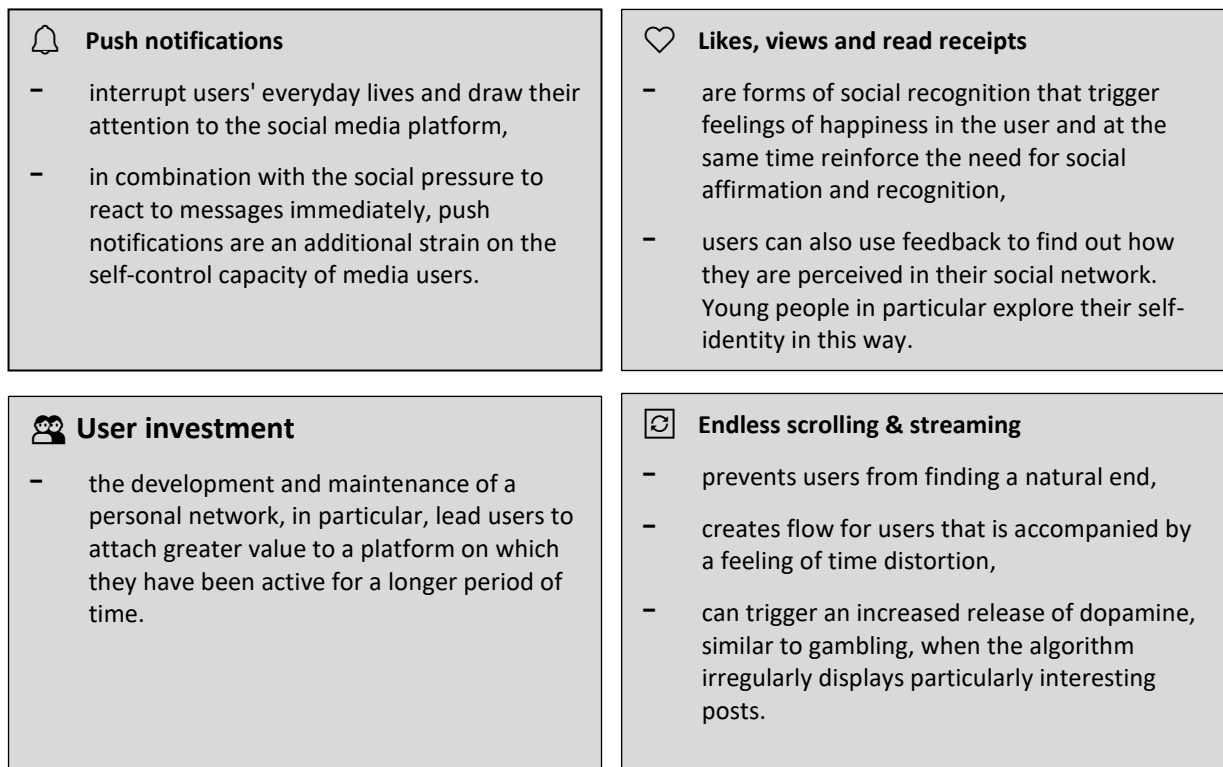 Push notifications
- interrupt users' everyday lives and draw their
attention to the social media platform,
- in combination with the social pressure to
react to messages immediately, push
notifications are an additional strain on the
self-control capacity of media users.
Likes, views and read receipts
- are forms of social recognition that trigger
feelings of happiness in the user and at the
same time reinforce the need for social
affirmation and recognition,
- users can also use feedback to find out how
they are perceived in their social network.
Young people in particular explore their self-
identity in this way.
User investment
- the development and maintenance of a
personal network, in particular, lead users to
attach greater value to a platform on which
they have been active for a longer period of
time.
Endless scrolling & streaming
- prevents users from finding a natural end,
- creates flow for users that is accompanied by
a feeling of time distortion,
- can trigger an increased release of dopamine,
similar to gambling, when the algorithm
irregularly displays particularly interesting
posts.